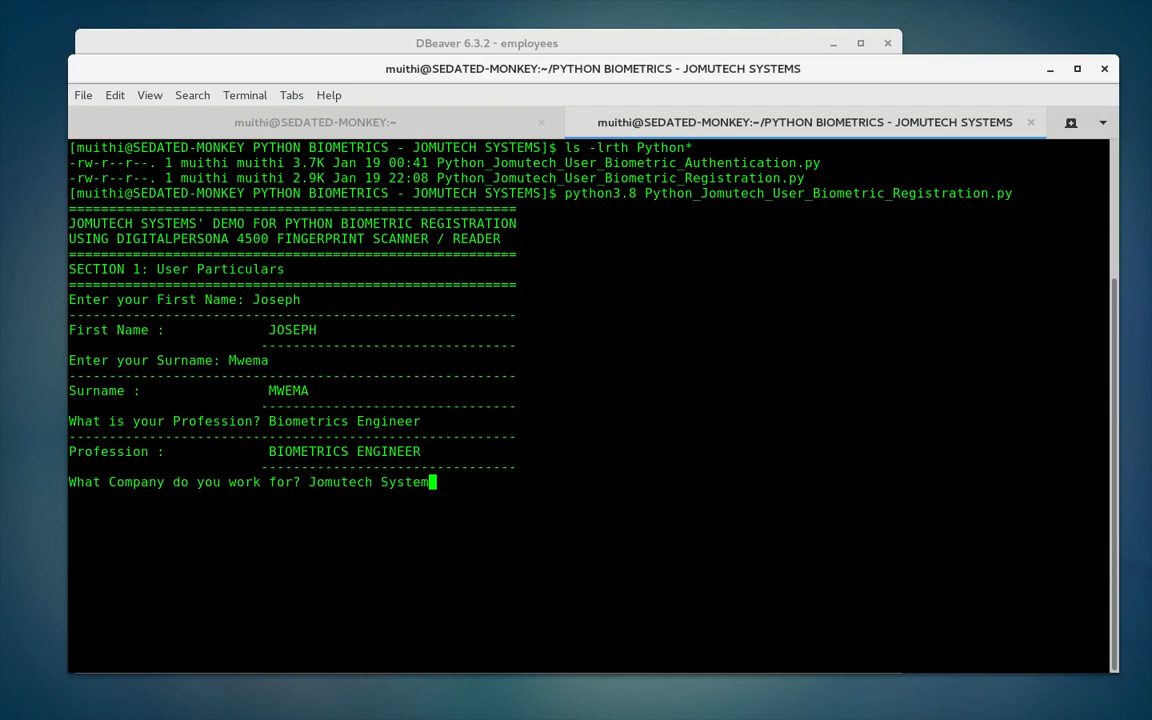 DBeaver 6.3.2 - employees
muithi@SEDATED-MONKEY:~/PYTHON BIOMETRICS - JOMUTECH SYSTEMS
File Edit View Search Terminal Tabs Help
muithi@SEDATED-MONKEY:~ muithi@SEDATED-MONKEY:~/PYTHON BIOMETRICS - JOMUTECH SYSTEMS
[muithi@SEDATED-MONKEY PYTHON BIOMETRICS - JOMUTECH SYSTEMS]$ ls -lrth Python*
-rw-r--r--. 1 muithi muithi 3.7K Jan 19 00:41 Python_Jomutech_User_Biometric_Authentication.py
-rw-r--r--. 1 muithi muithi 2.9K Jan 19 22:08 Python_Jomutech_User_Biometric_Registration.py
[muithi@SEDATED-MONKEY PYTHON BIOMETRICS - JOMUTECH SYSTEMS]$ python3.8 Python_Jomutech_User_Biometric_Registration.py
========================================================
JOMUTECH SYSTEMS' DEMO FOR PYTHON BIOMETRIC REGISTRATION
USING DIGITALPERSONA 4500 FINGERPRINT SCANNER / READER
========================================================
SECTION 1: User Particulars
========================================================
Enter your First Name: Joseph
--------------------------------------------------------
First Name : JOSEPH
--------------------------------
Enter your Surname: Mwema
--------------------------------------------------------
Surname : MWEMA
--------------------------------
What is your Profession? Biometrics Engineer
--------------------------------------------------------
Profession : BIOMETRICS ENGINEER
--------------------------------
What Company do you work for? Jomutech System